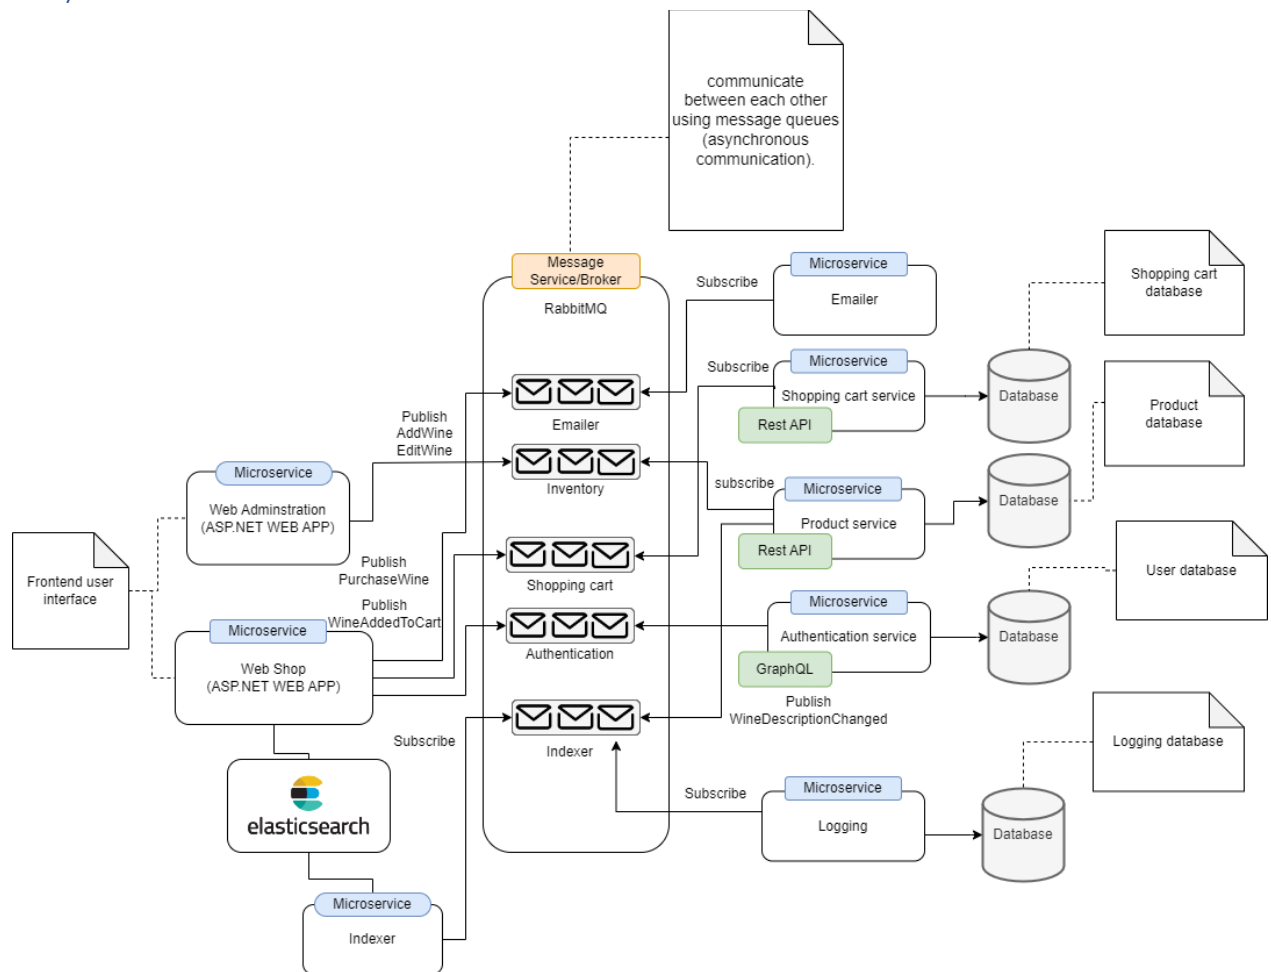 communicate
between each other
using message queues
(asynchronous
communication).
Message
Service/Broker
RabbitMQ
Subscribe
Microservice
Emailer
Shopping cart
database
Emailer
Subscribe
Microservice
Shopping cart service
Rest API
Database
Product
database
Publish
AddWine
EditWine
Inventory
subscribe
Microservice
Product service
Rest API
Database
Microservice
Web Adminstration
(ASP.NET WEB APP)
Frontend user
interface
Publish
PurchaseWine
Publish
WineAddedToCart
Shopping cart
Microservice
Authentication service
GraphQL
Database
User database
Microservice
Web Shop
(ASP.NET WEB APP)
Authentication
Publish
WineDescriptionChanged
Subscribe
Indexer
Subscribe
Microservice
Logging
Database
Logging database
elasticsearch
Microservice
Indexer